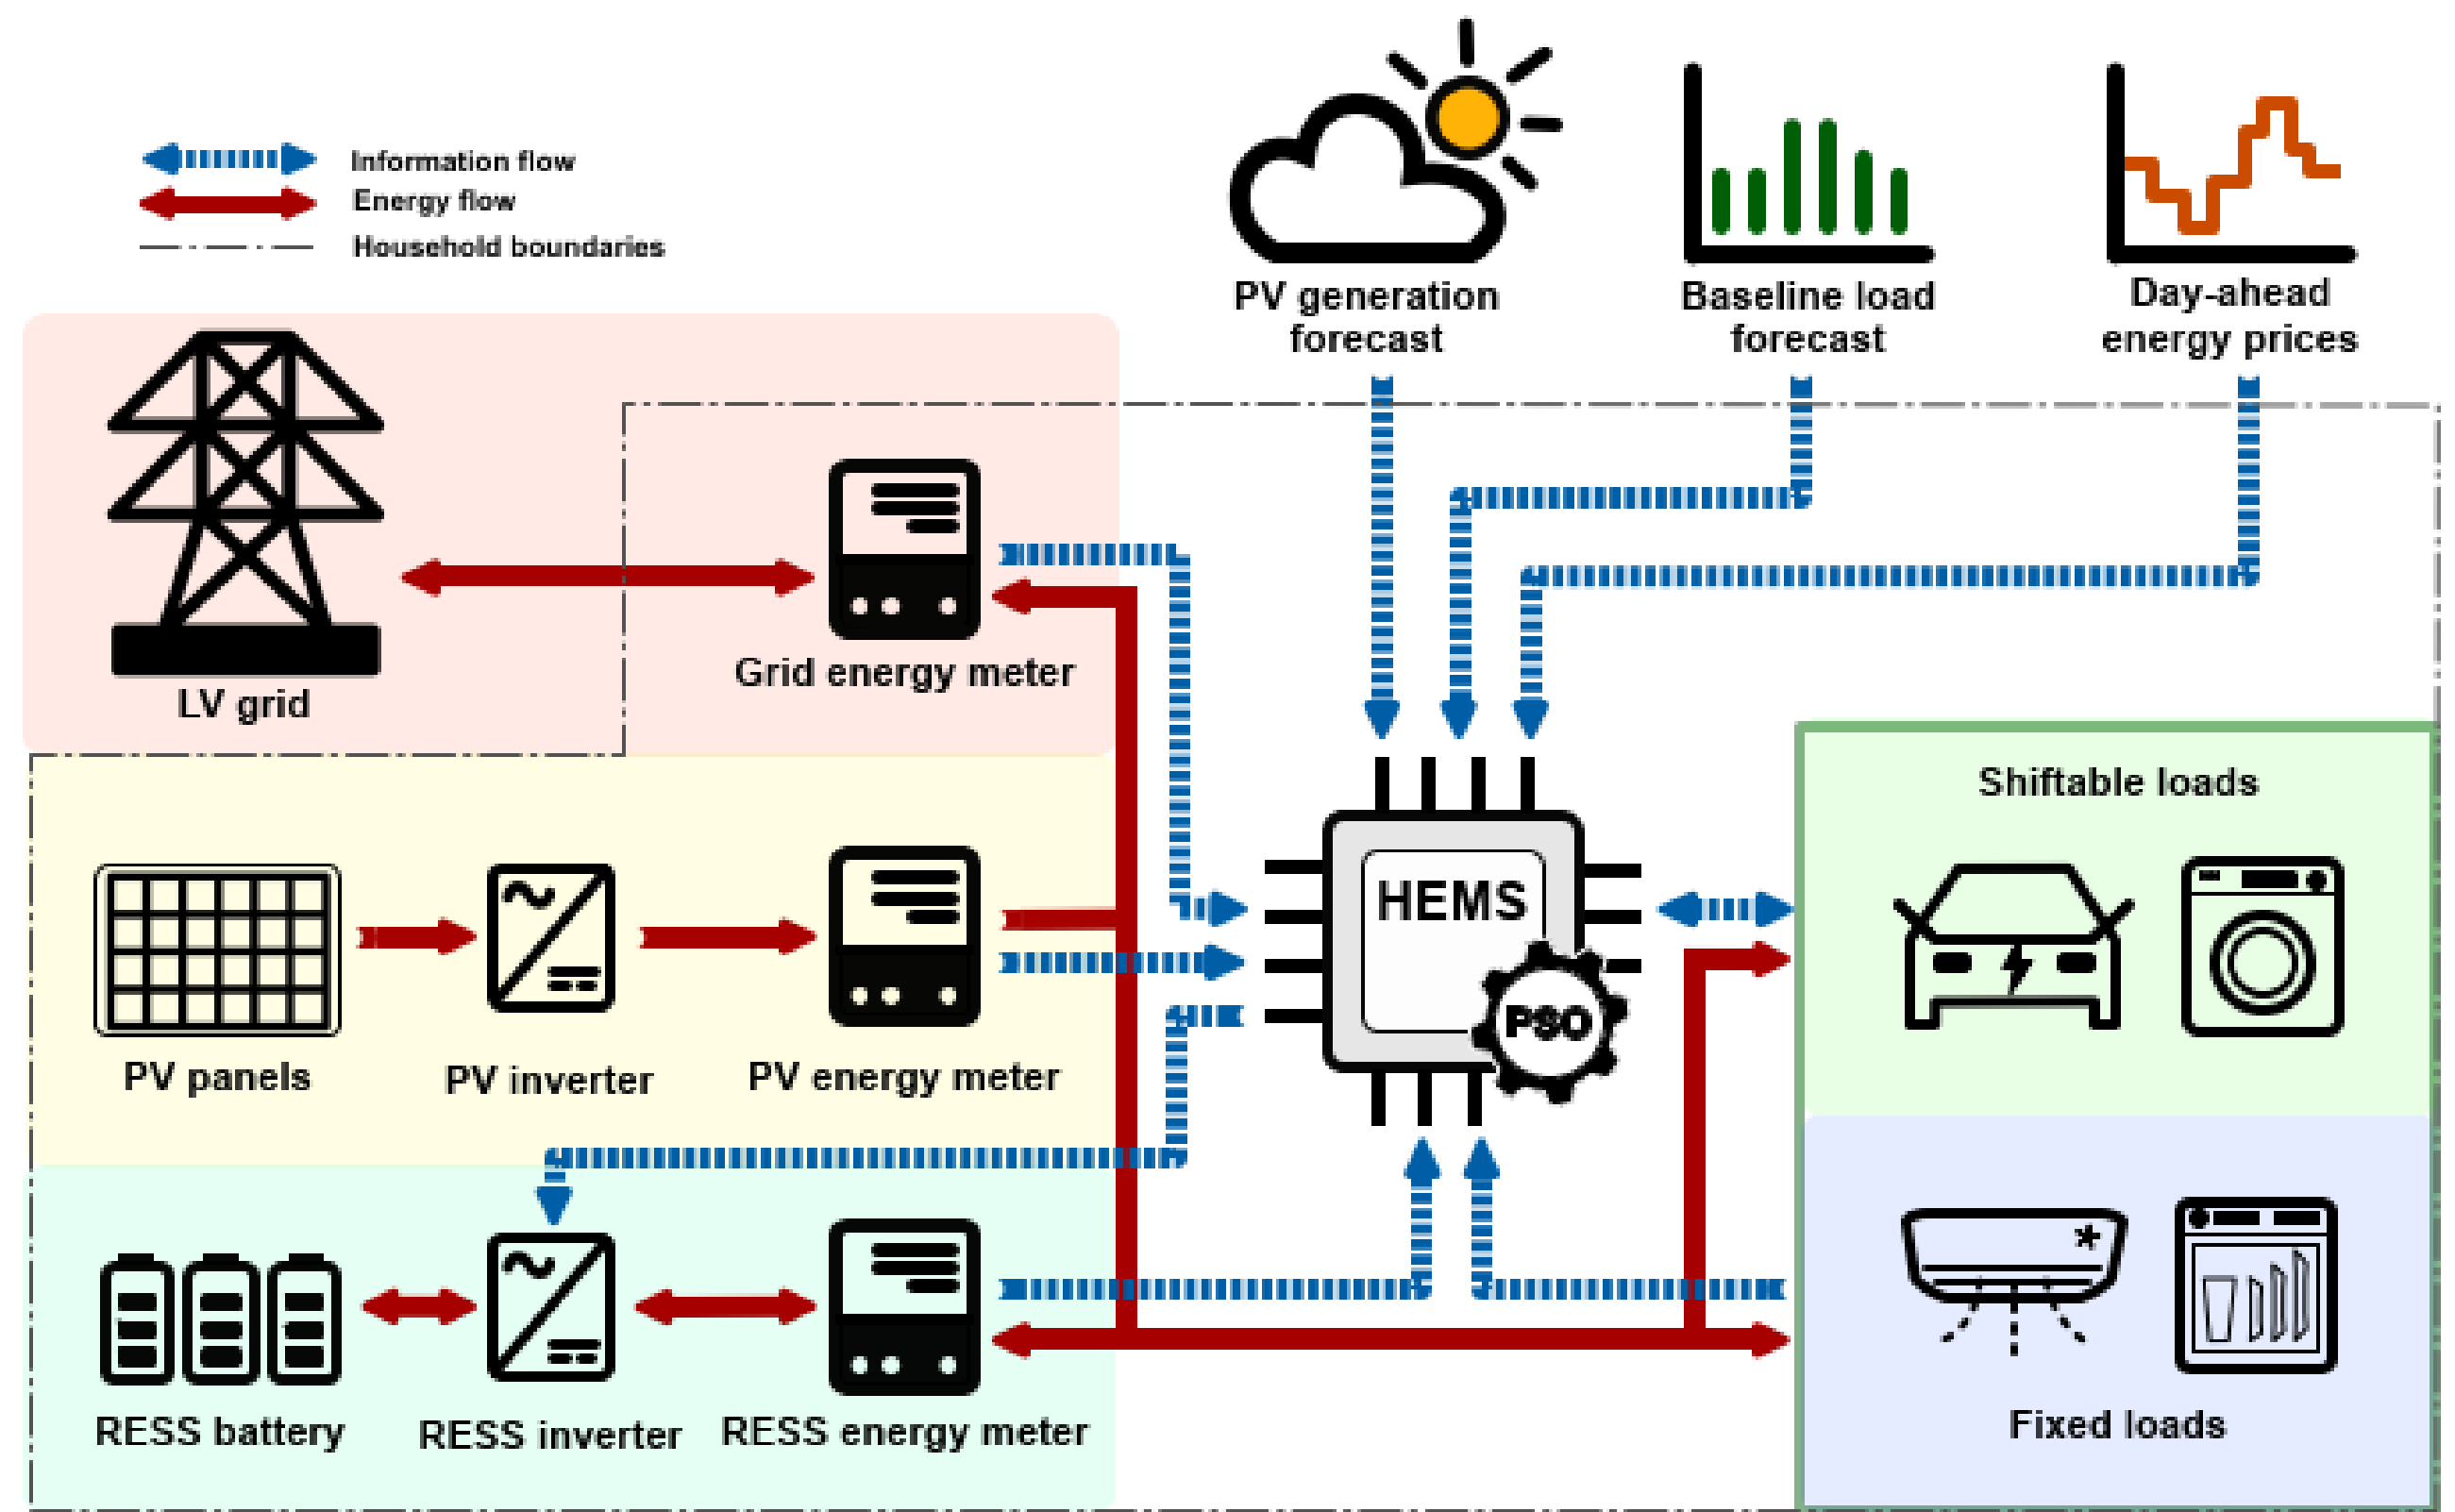 Information flow
Energy flow
Household boundaries
PV generation
forecast
Baseline load
forecast
Day-ahead
energy prices
LV grid
Grid energy meter
PV panels
PV inverter
PV energy meter
HEMS
PSO
Shiftable loads
RESS battery
RESS inverter
RESS energy meter
Fixed loads